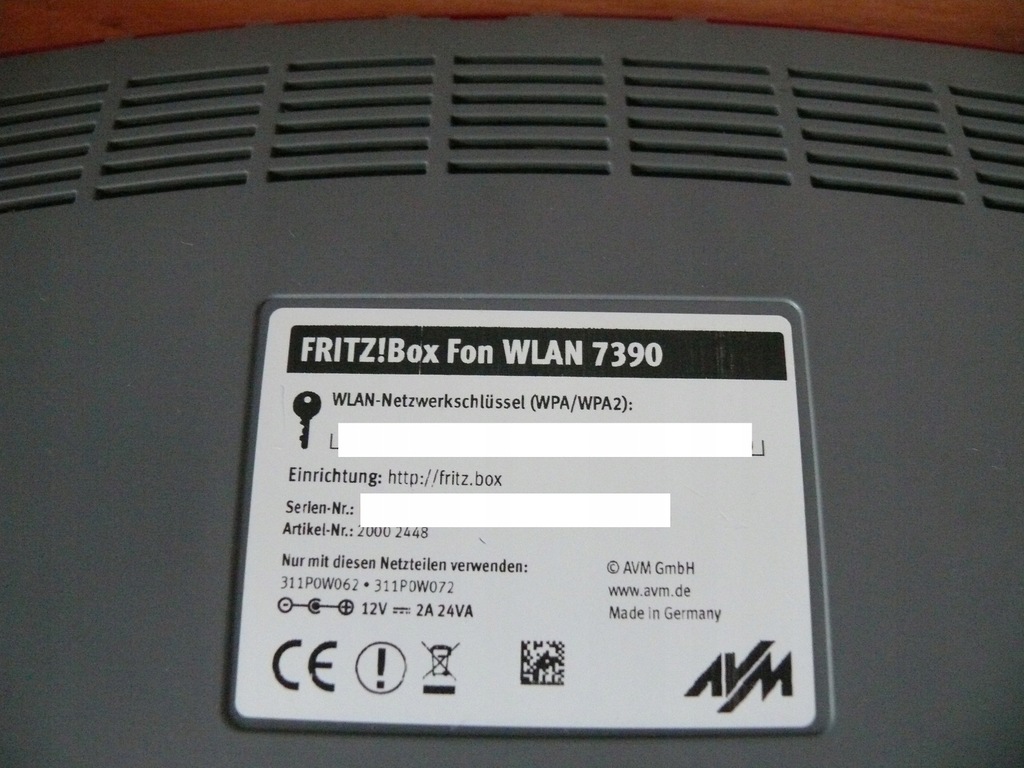 FRITZ!Box Fon WLAN 7390
WLAN-Netzwerkschlüssel (WPA/WPA2):
Einrichtung: http://fritz.box
Serien-Nr.:
Artikel-Nr.: 2000 2448
Nur mit diesen Netzteilen verwenden:
311P0W062 • 311P0W072
12V ⎓ 2A 24VA
© AVM GmbH
www.avm.de
Made in Germany
CE
AVM